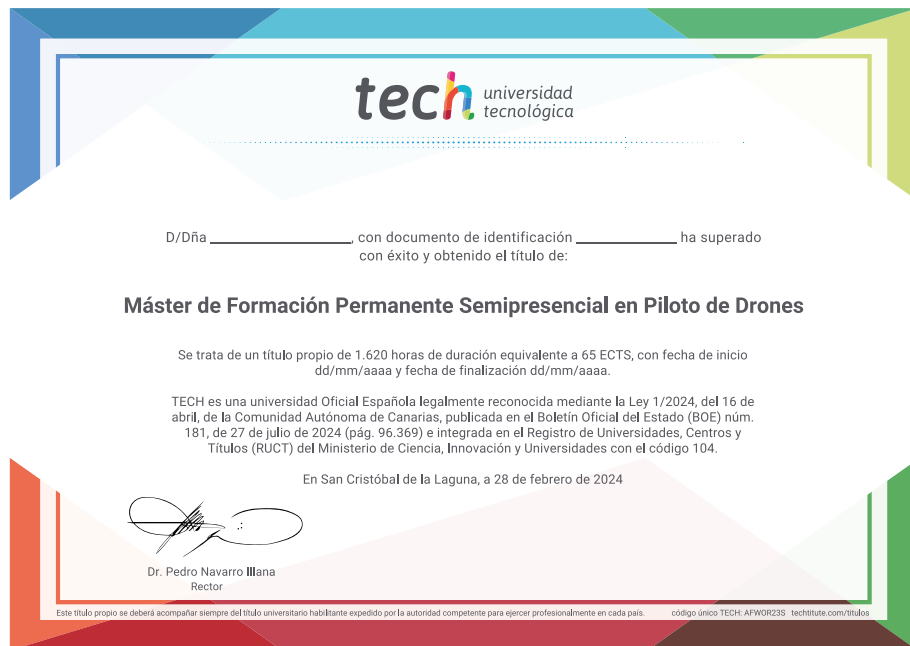 tech universidad
tecnológica
D/Dña ____________________, con documento de identificación ______________ ha superado
con éxito y obtenido el título de:
Máster de Formación Permanente Semipresencial en Piloto de Drones
Se trata de un título propio de 1.620 horas de duración equivalente a 65 ECTS, con fecha de inicio
dd/mm/aaaa y fecha de finalización dd/mm/aaaa.
TECH es una universidad Oficial Española legalmente reconocida mediante la Ley 1/2024, del 16 de
abril, de la Comunidad Autónoma de Canarias, publicada en el Boletín Oficial del Estado (BOE) núm.
181, de 27 de julio de 2024 (pág. 96.369) e integrada en el Registro de Universidades, Centros y
Títulos (RUCT) del Ministerio de Ciencia, Innovación y Universidades con el código 104.
En San Cristóbal de la Laguna, a 28 de febrero de 2024
Dr. Pedro Navarro Illana
Rector
Este título propio se deberá acompañar siempre del título universitario habilitante expedido por la autoridad competente para ejercer profesionalmente en cada país. código único TECH: AFWOR23S techtitute.com/titulos